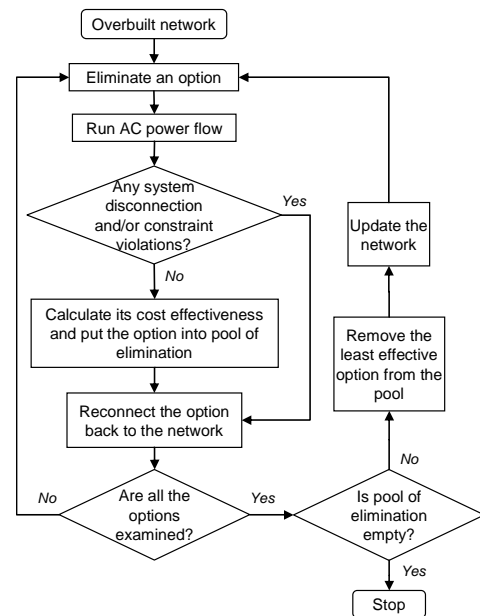 Overbuilt network
Eliminate an option
Run AC power flow
Any system
disconnection
and/or constraint
violations?
Yes
No
Calculate its cost effectiveness
and put the option into pool of
elimination
Reconnect the option
back to the network
Are all the
options
examined?
No
Yes
Is pool of
elimination
empty?
No
Yes
Remove the
least effective
option from the
pool
Update the
network
Stop